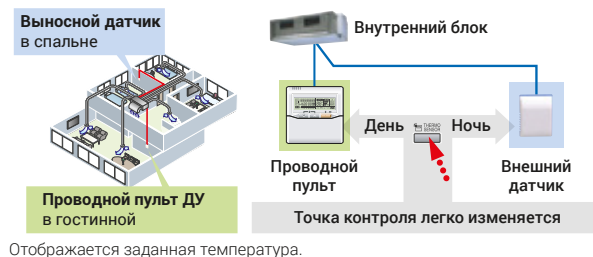 Выносной датчик
в спальне
Проводной пульт ДУ
в гостинной
Внутренний блок
День
THERMO
SENSOR
Ночь
Проводной
пульт
Внешний
датчик
Точка контроля легко изменяется
Отображается заданная температура.